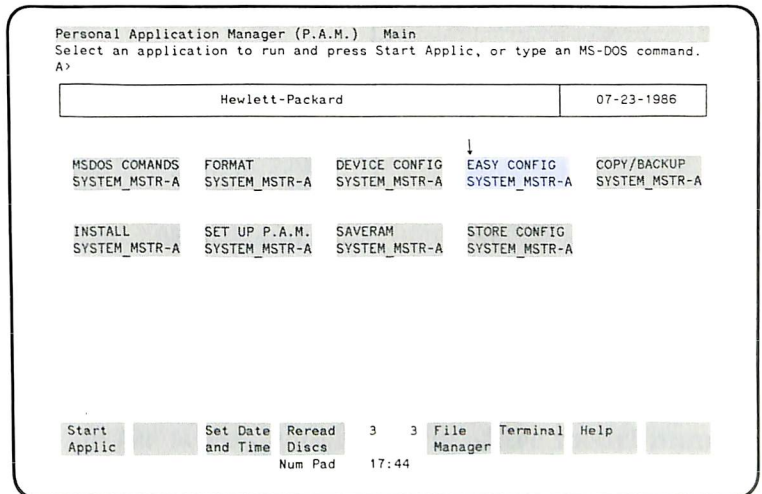 Personal Application Manager (P.A.M.) Main
Select an application to run and press Start Applic, or type an MS-DOS command.
A>
Hewlett-Packard 07-23-1986
MSDOS COMANDS FORMAT DEVICE CONFIG EASY CONFIG COPY/BACKUP
SYSTEM_MSTR-A SYSTEM_MSTR-A SYSTEM_MSTR-A SYSTEM_MSTR-A SYSTEM_MSTR-A
INSTALL SET UP P.A.M. SAVERAM STORE CONFIG
SYSTEM_MSTR-A SYSTEM_MSTR-A SYSTEM_MSTR-A SYSTEM_MSTR-A
Start Set Date Reread 3 3 File Terminal Help
Applic and Time Discs Manager
Num Pad 17:44